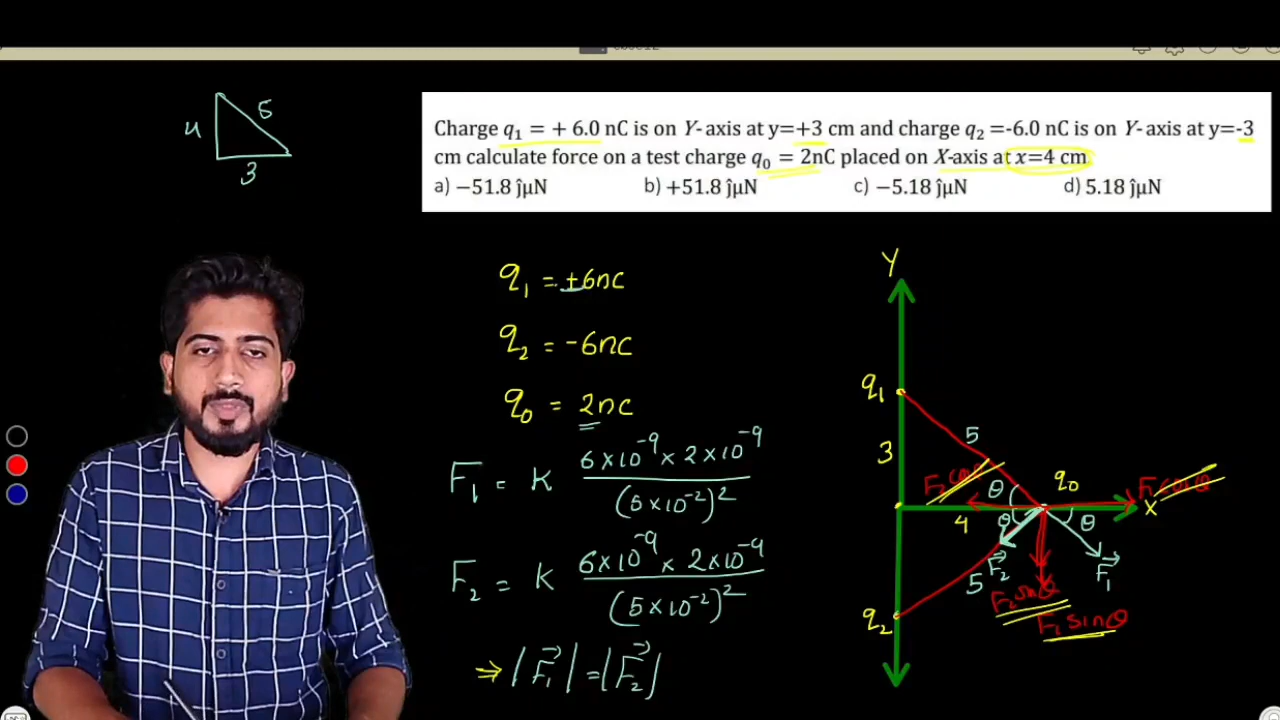 Charge q₁ = + 6.0 nC is on Y-axis at y=+3 cm and charge q₂ =-6.0 nC is on Y-axis at y=-3
cm calculate force on a test charge q₀ = 2nC placed on X-axis at x=4 cm
a) −51.8 ĵμN b) +51.8 ĵμN c) −5.18 ĵμN d) 5.18 ĵμN
4
5
3
q₁ = +6nc
q₂ = -6nc
q₀ = 2nc
F₁ = K 6×10⁻⁹ × 2×10⁻⁹
(5×10⁻²)²
F₂ = K 6×10⁻⁹ × 2×10⁻⁹
(5×10⁻²)²
⇒ |F⃗₁| = |F⃗₂|
Y
q₁
5
3
F₂cosθ
θ
q₀
F₁cosθ
X
4
θ
θ
F⃗₂
F⃗₁
5
F₂sinθ
F₁sinθ
q₂